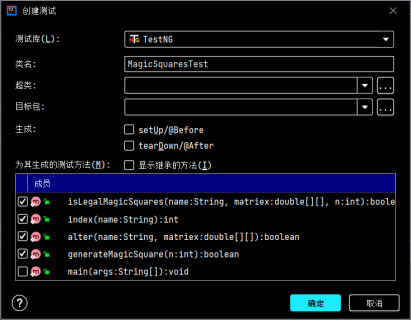 创建测试
测试库(L):
TestNG
类名:
MagicSquaresTest
超类:
...
目标包:
...
生成:
setUp/@Before
tearDown/@After
为其生成的测试方法(M):
显示继承的方法(I)
成员
isLegalMagicSquares(name:String, matriex:double[][], n:int):boole
index(name:String):int
alter(name:String, matriex:double[][]):boolean
generateMagicSquare(n:int):boolean
main(args:String[]):void
?
确定
取消